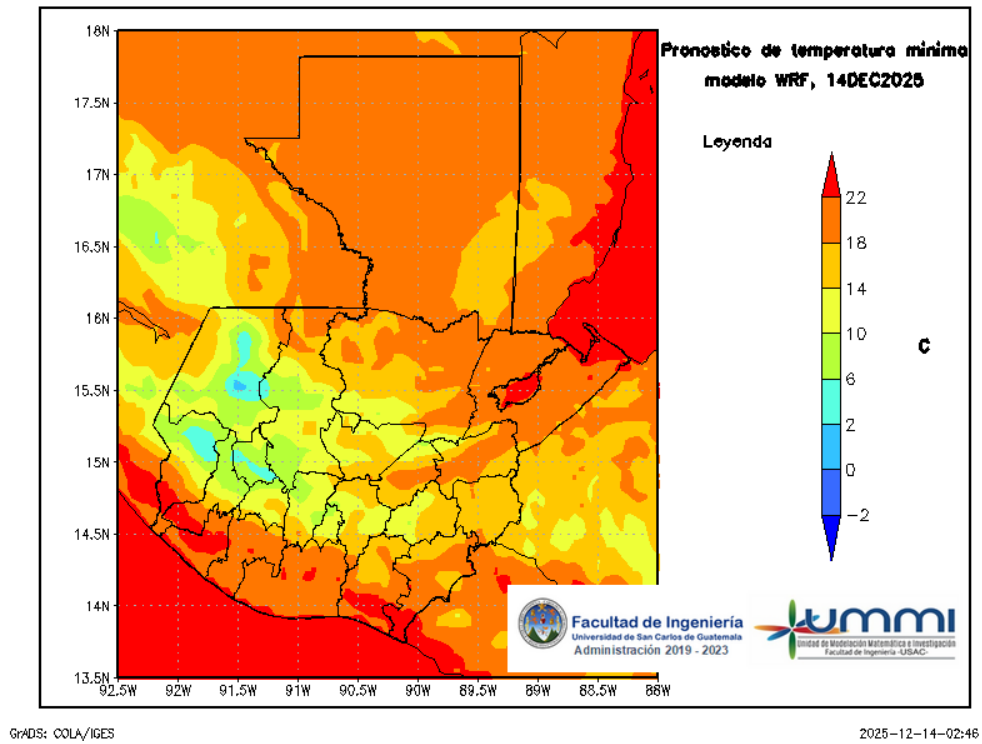 Pronostico de temperatura minima
modelo WRF, 14DEC2025
Leyenda
22
18
14
10
6
2
0
−2
C
18N
17.5N
17N
16.5N
16N
15.5N
15N
14.5N
14N
13.5N
92.5W 92W 91.5W 91W 90.5W 90W 89.5W 89W 88.5W 88W
Facultad de Ingeniería
Universidad de San Carlos de Guatemala
Administración 2019 - 2023
ummi
Unidad de Modelación Matemática e Investigación
Facultad de Ingeniería -USAC-
GrADS: COLA/IGES
2025-12-14-02:46